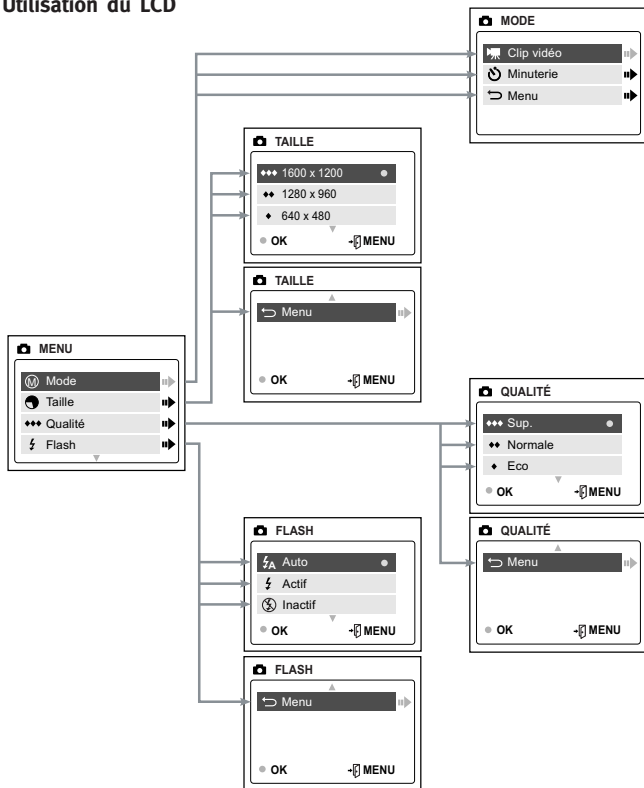 Utilisation du LCD
MODE
Clip vidéo
Minuterie
Menu
TAILLE
1600 x 1200
1280 x 960
640 x 480
OK MENU
TAILLE
Menu
OK MENU
MENU
M Mode
Taille
Qualité
Flash
QUALITÉ
Sup.
Normale
Eco
OK MENU
QUALITÉ
Menu
OK MENU
FLASH
A Auto
Actif
Inactif
OK MENU
FLASH
Menu
OK MENU